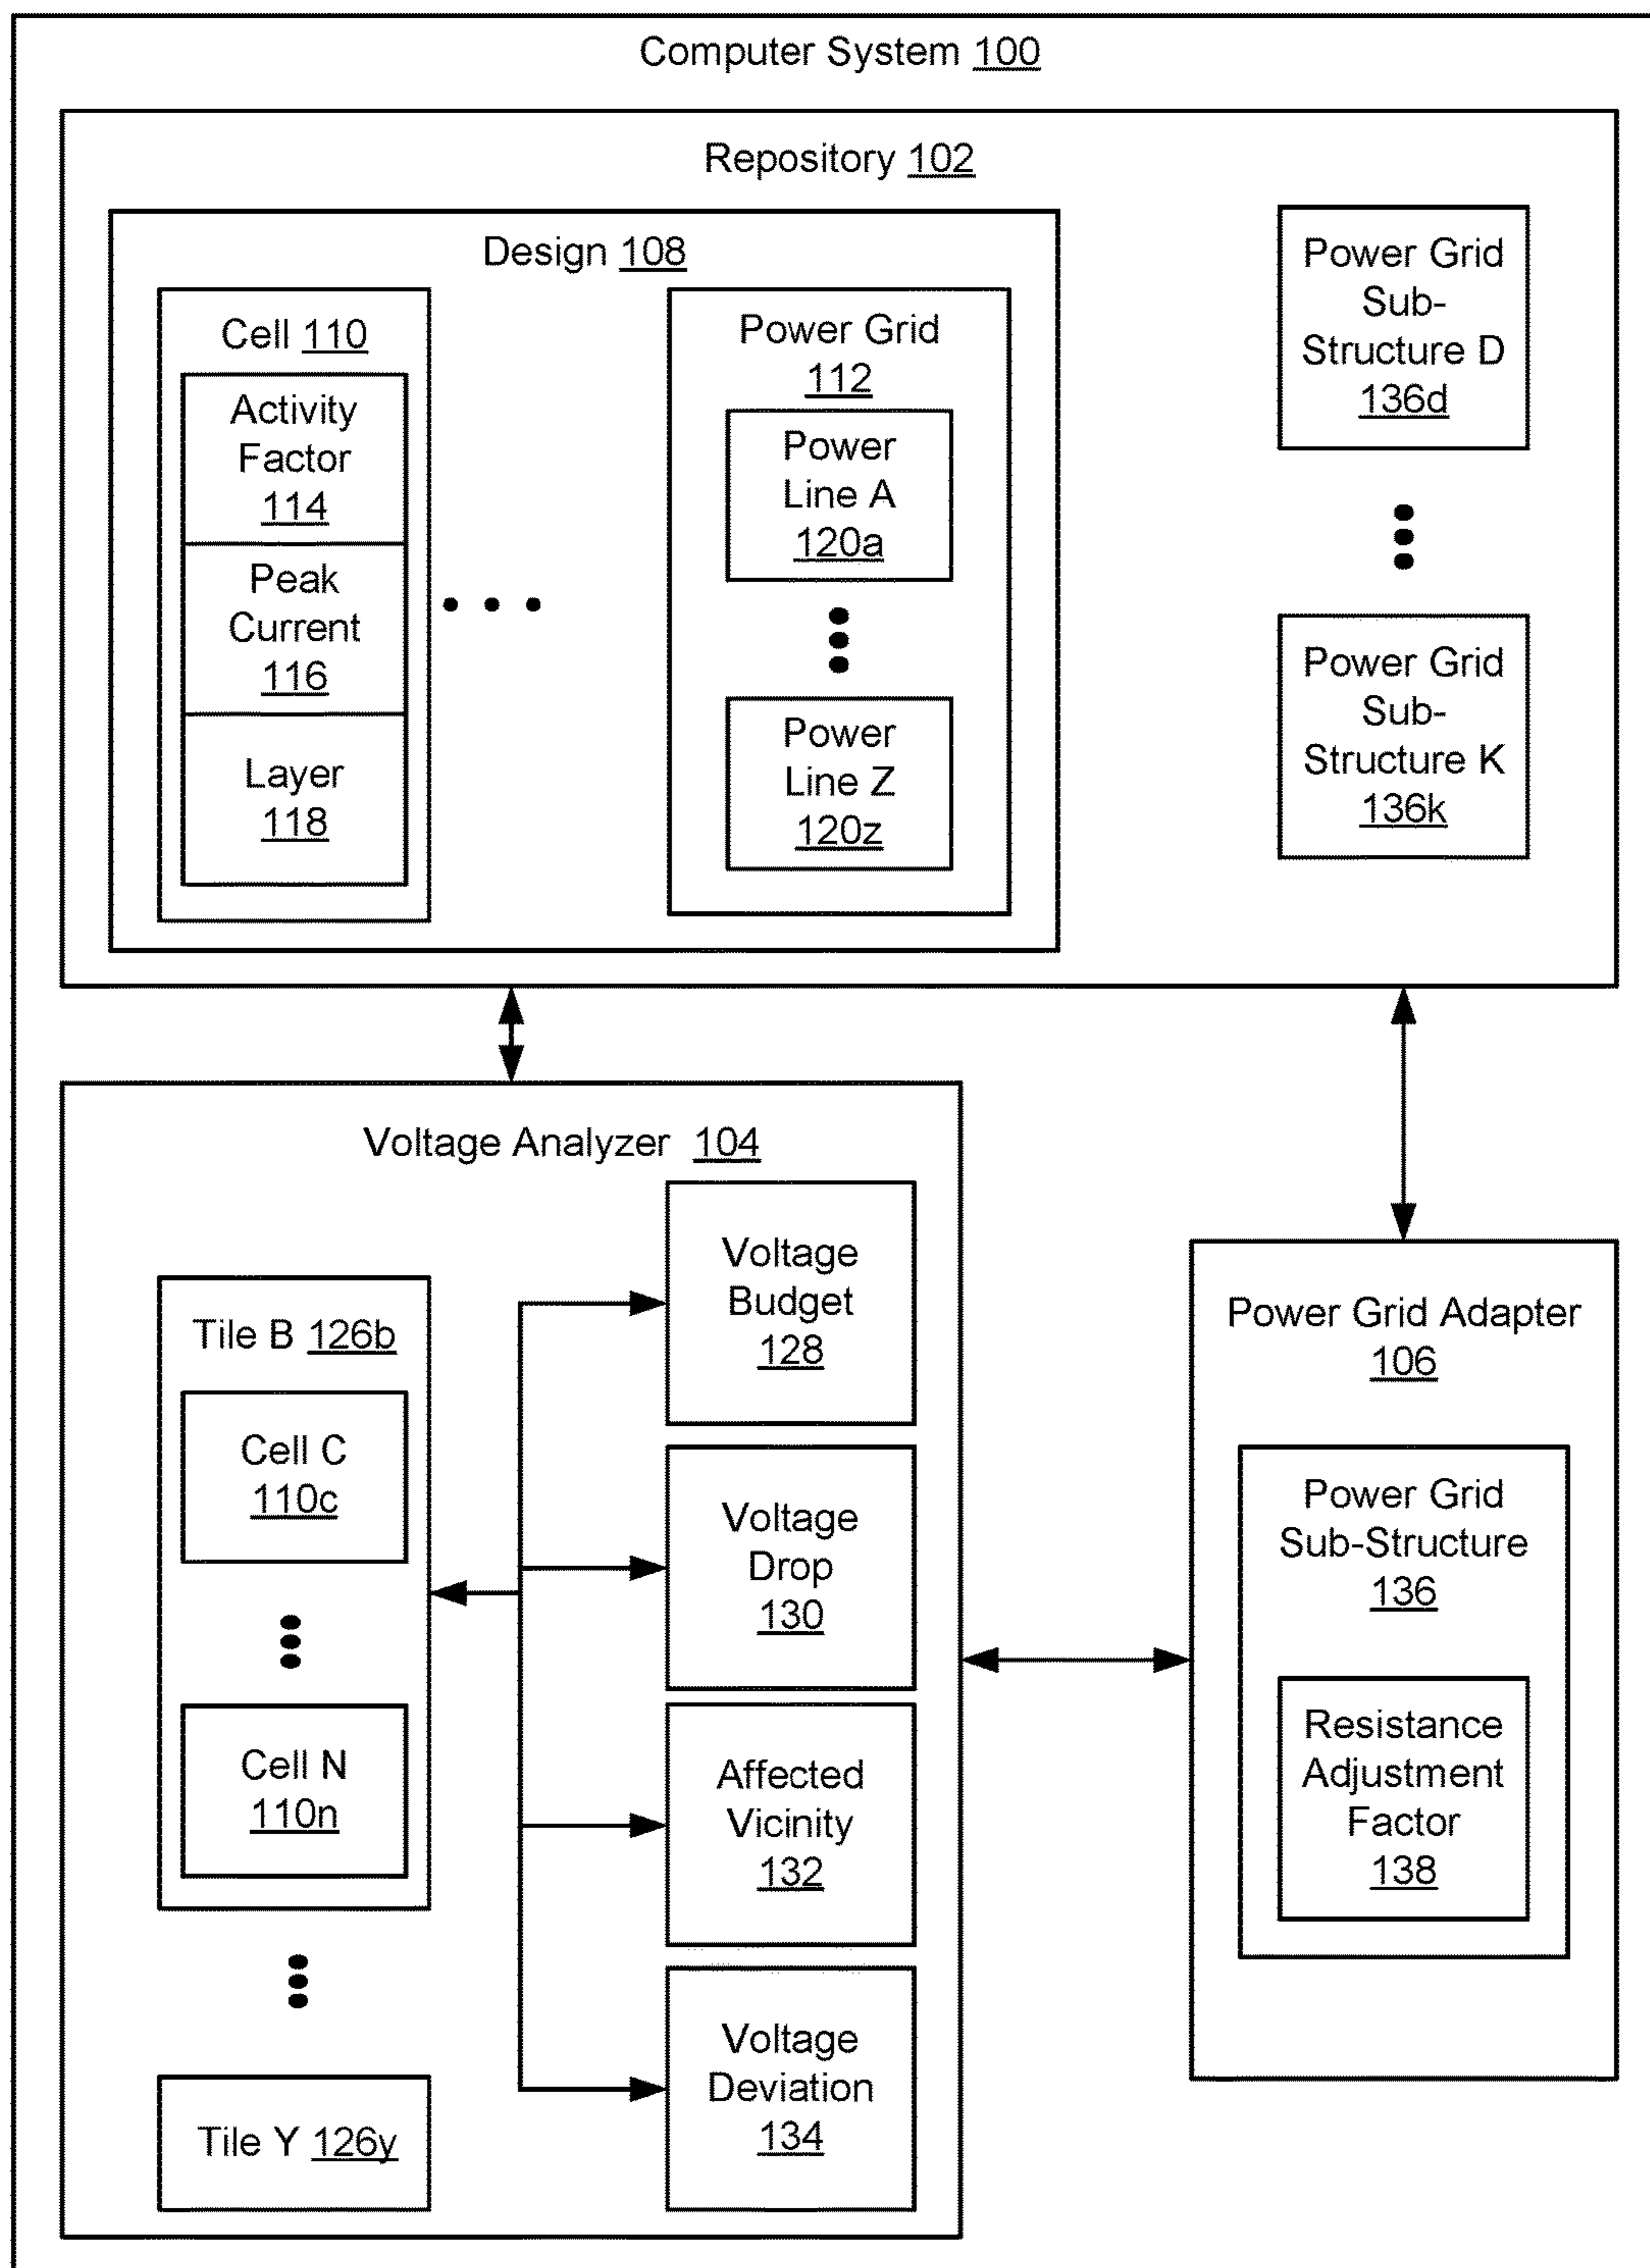 Computer System 100
Repository 102
Design 108
Cell 110
Activity
Factor
114
Peak
Current
116
Layer
118
Power Grid
112
Power
Line A
120a
Power
Line Z
120z
Power Grid
Sub-
Structure D
136d
Power Grid
Sub-
Structure K
136k
Voltage Analyzer 104
Tile B 126b
Cell C
110c
Cell N
110n
Tile Y 126y
Voltage
Budget
128
Voltage
Drop
130
Affected
Vicinity
132
Voltage
Deviation
134
Power Grid Adapter
106
Power Grid
Sub-Structure
136
Resistance
Adjustment
Factor
138